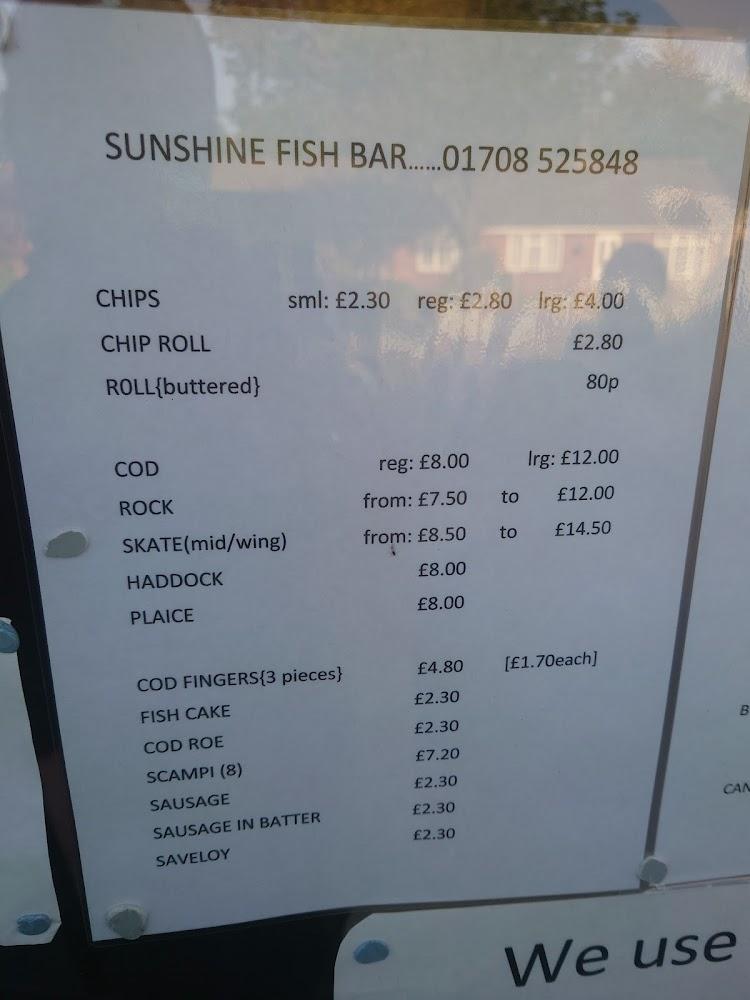 SUNSHINE FISH BAR......01708 525848
CHIPS sml: £2.30 reg: £2.80 lrg: £4.00
CHIP ROLL £2.80
ROLL{buttered} 80p
COD reg: £8.00 lrg: £12.00
ROCK from: £7.50 to £12.00
SKATE(mid/wing) from: £8.50 to £14.50
HADDOCK £8.00
PLAICE £8.00
COD FINGERS{3 pieces} £4.80 [£1.70each]
FISH CAKE £2.30
COD ROE £2.30
SCAMPI (8) £7.20
SAUSAGE £2.30
SAUSAGE IN BATTER £2.30
SAVELOY £2.30
B
CAN
We use